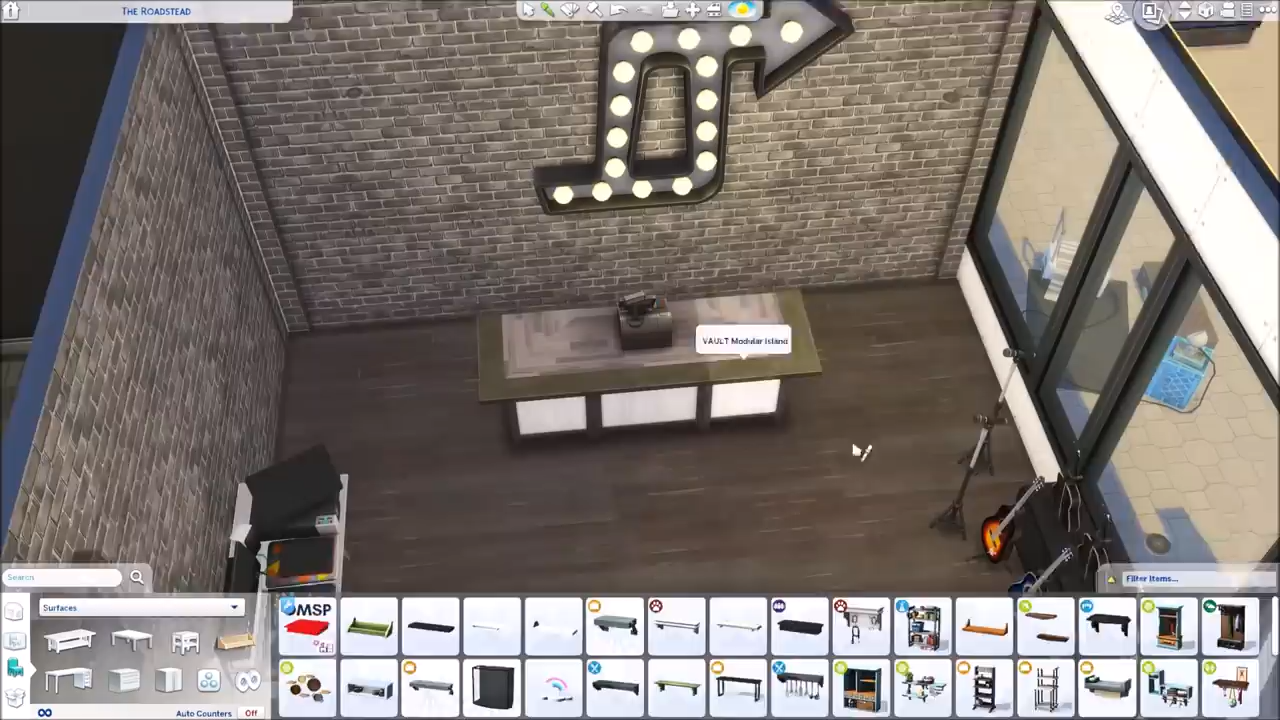 THE ROADSTEAD
VAULT Modular Island
Search
Filter Items...
Surfaces
MSP
Auto Counters
Off